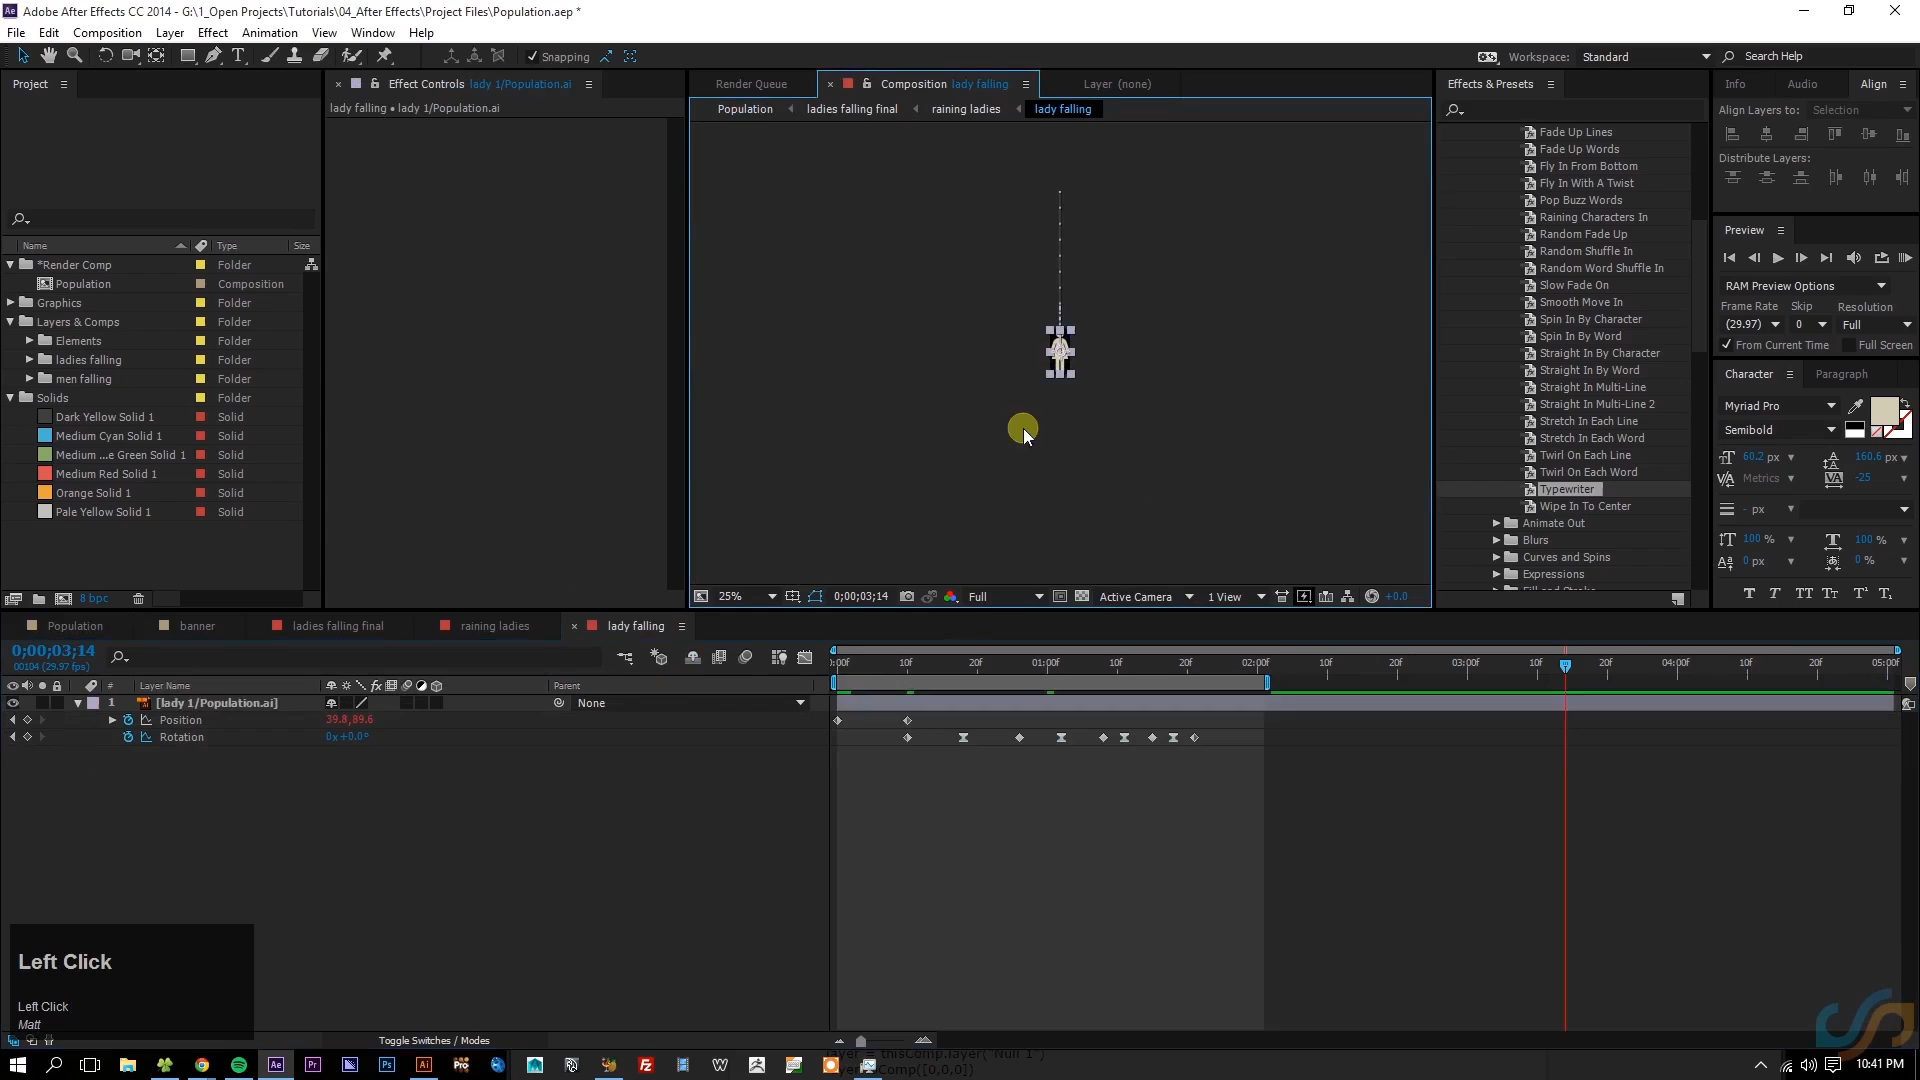 Adobe After Effects CC 2014 - G:\1_Open Projects\Tutorials\04_After Effects\Project Files\Population.aep *
File Edit Composition Layer Effect Animation View Window Help
Snapping
Workspace: Standard
Search Help
Project
Effect Controls lady 1/Population.ai
Render Queue
Composition lady falling
Layer (none)
Effects & Presets
Info Audio Align
lady falling • lady 1/Population.ai
Population ladies falling final raining ladies lady falling
Align Layers to: Selection
Distribute Layers:
Fade Up Lines
Fade Up Words
Fly In From Bottom
Fly In With A Twist
Pop Buzz Words
Raining Characters In
Random Fade Up
Random Shuffle In
Random Word Shuffle In
Slow Fade On
Smooth Move In
Spin In By Character
Spin In By Word
Straight In By Character
Straight In By Word
Straight In Multi-Line
Straight In Multi-Line 2
Stretch In Each Line
Stretch In Each Word
Twirl On Each Line
Twirl On Each Word
Typewriter
Wipe In To Center
Animate Out
Blurs
Curves and Spins
Expressions
Preview
RAM Preview Options
Frame Rate Skip Resolution
(29.97) 0 Full
From Current Time Full Screen
Character Paragraph
Myriad Pro
Semibold
60.2 px 160.6 px
Metrics -25
- px
100 % 100 %
0 px 0 %
Name Type Size
*Render Comp Folder
Population Composition
Graphics Folder
Layers & Comps Folder
Elements Folder
ladies falling Folder
men falling Folder
Solids Folder
Dark Yellow Solid 1 Solid
Medium Cyan Solid 1 Solid
Medium ...e Green Solid 1 Solid
Medium Red Solid 1 Solid
Orange Solid 1 Solid
Pale Yellow Solid 1 Solid
8 bpc
25% 0;00;03;14 Full Active Camera 1 View +0.0
Population banner ladies falling final raining ladies lady falling
0;00;03;14
00104 (29.97 fps)
:00f 10f 20f 01:00f 10f 20f 02:00f 10f 20f 03:00f 10f 20f 04:00f 10f 20f 05:00f
# Layer Name Parent
1 [lady 1/Population.ai] None
Position 39.8,89.6
Rotation 0x+0.0°
Left Click
Left Click
Matt
Toggle Switches / Modes
layer = thisComp.layer("Null 1")
10:41 PM